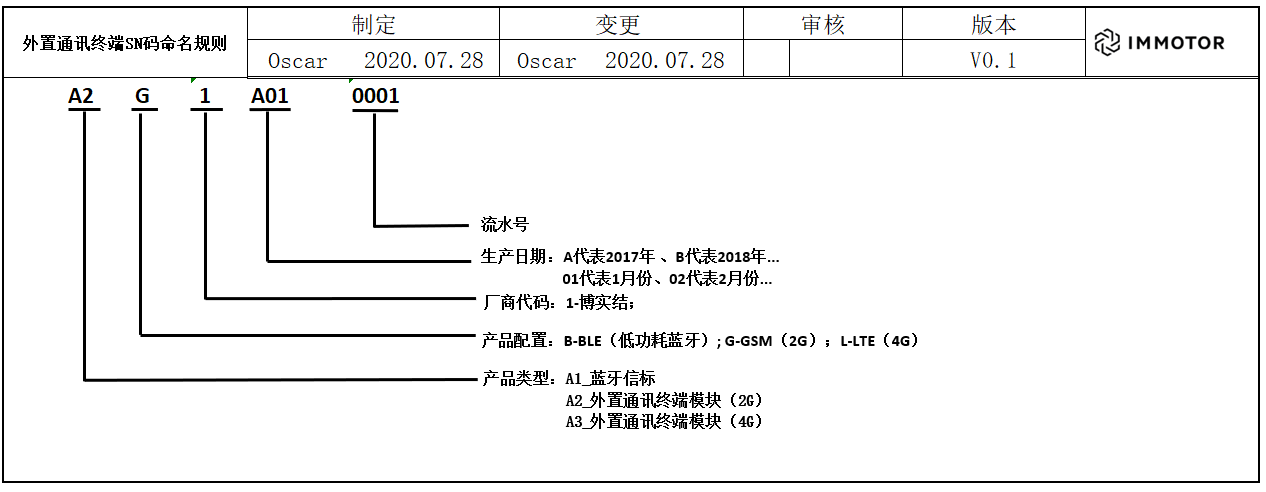 外置通讯终端SN码命名规则
制定
变更
审核
版本
Oscar 2020.07.28
Oscar 2020.07.28
V0.1
IMMOTOR
A2 G 1 A01 0001
流水号
生产日期：A代表2017年、B代表2018年...
01代表1月份、02代表2月份...
厂商代码：1-博实结；
产品配置：B-BLE（低功耗蓝牙）; G-GSM（2G）；L-LTE（4G）
产品类型：A1_蓝牙信标
A2_外置通讯终端模块（2G）
A3_外置通讯终端模块（4G）